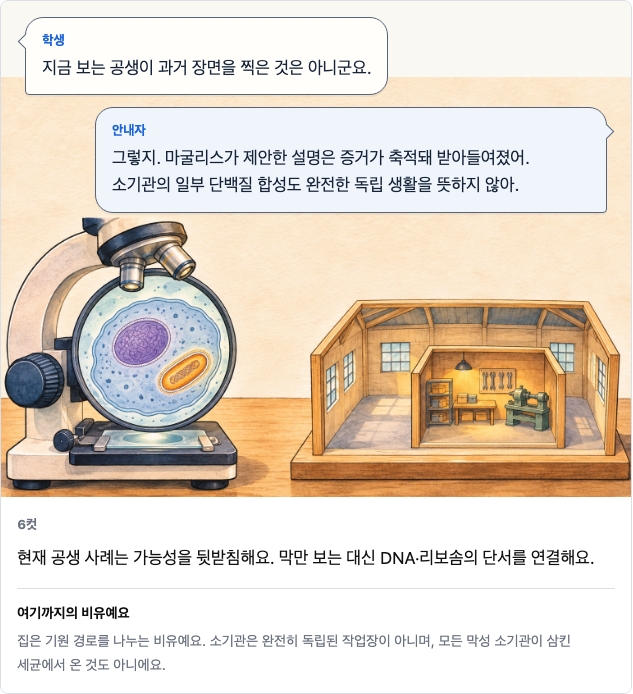 학생
지금 보는 공생이 과거 장면을 찍은 것은 아니군요.
안내자
그렇지. 마굴리스가 제안한 설명은 증거가 축적돼 받아들여졌어.
소기관의 일부 단백질 합성도 완전한 독립 생활을 뜻하지 않아.
6컷
현재 공생 사례는 가능성을 뒷받침해요. 막만 보는 대신 DNA·리보솜의 단서를 연결해요.
여기까지의 비유예요
집은 기원 경로를 나누는 비유예요. 소기관은 완전히 독립된 작업장이 아니며, 모든 막성 소기관이 삼킨
세균에서 온 것도 아니에요.